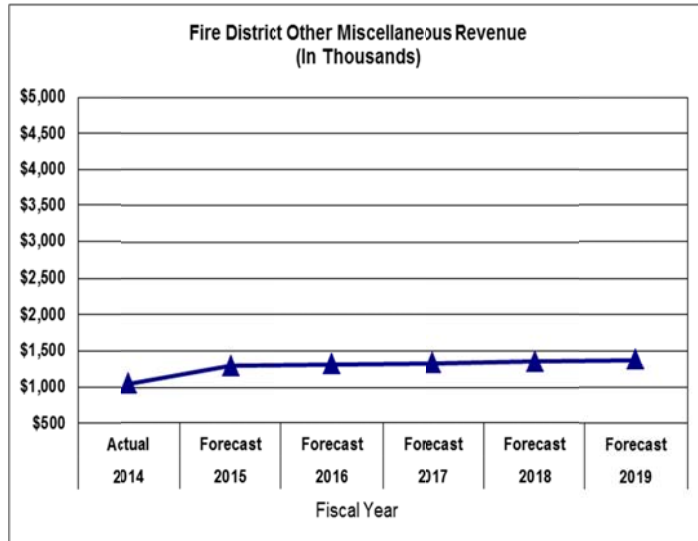 Fire District Other Miscellaneous Revenue
(In Thousands)
$5,000
$4,500
$4,000
$3,500
$3,000
$2,500
$2,000
$1,500
$1,000
$500
Actual Forecast Forecast Forecast Forecast Forecast
2014 2015 2016 2017 2018 2019
Fiscal Year